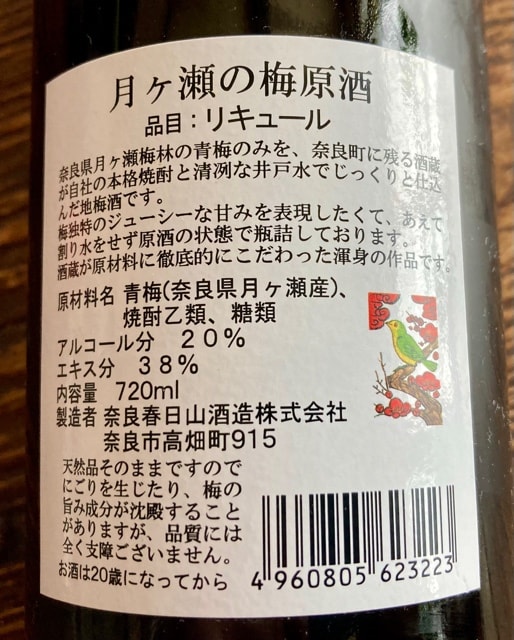 月ヶ瀬の梅原酒
品目：リキュール
奈良県月ヶ瀬梅林の青梅のみを、奈良町に残る酒蔵
が自社の本格焼酎と清冽な井戸水でじっくりと仕込
んだ地梅酒です。
梅独特のジューシーな甘みを表現したくて、あえて
割り水をせず原酒の状態で瓶詰しております。
酒蔵が原材料に徹底的にこだわった渾身の作品です。
原材料名 青梅(奈良県月ヶ瀬産)、
焼酎乙類、糖類
アルコール分 20%
エキス分 38%
内容量 720ml
製造者 奈良春日山酒造株式会社
奈良市高畑町915
天然品そのままですので
にごりを生じたり、梅の
旨み成分が沈殿すること
がありますが、品質には
全く支障ございません。
お酒は20歳になってから
4 960805 623223